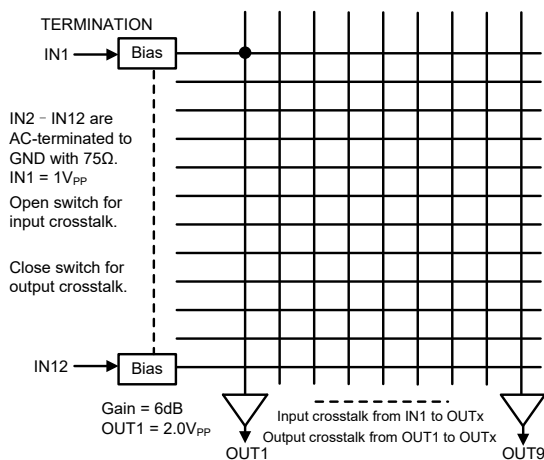 TERMINATION
IN1
Bias
IN2 - IN12 are
AC-terminated to
GND with 75Ω.
IN1 = 1VPP
Open switch for
input crosstalk.
Close switch for
output crosstalk.
IN12
Bias
Gain = 6dB
OUT1 = 2.0VPP
Input crosstalk from IN1 to OUTx
Output crosstalk from OUT1 to OUTx
OUT1
OUT9